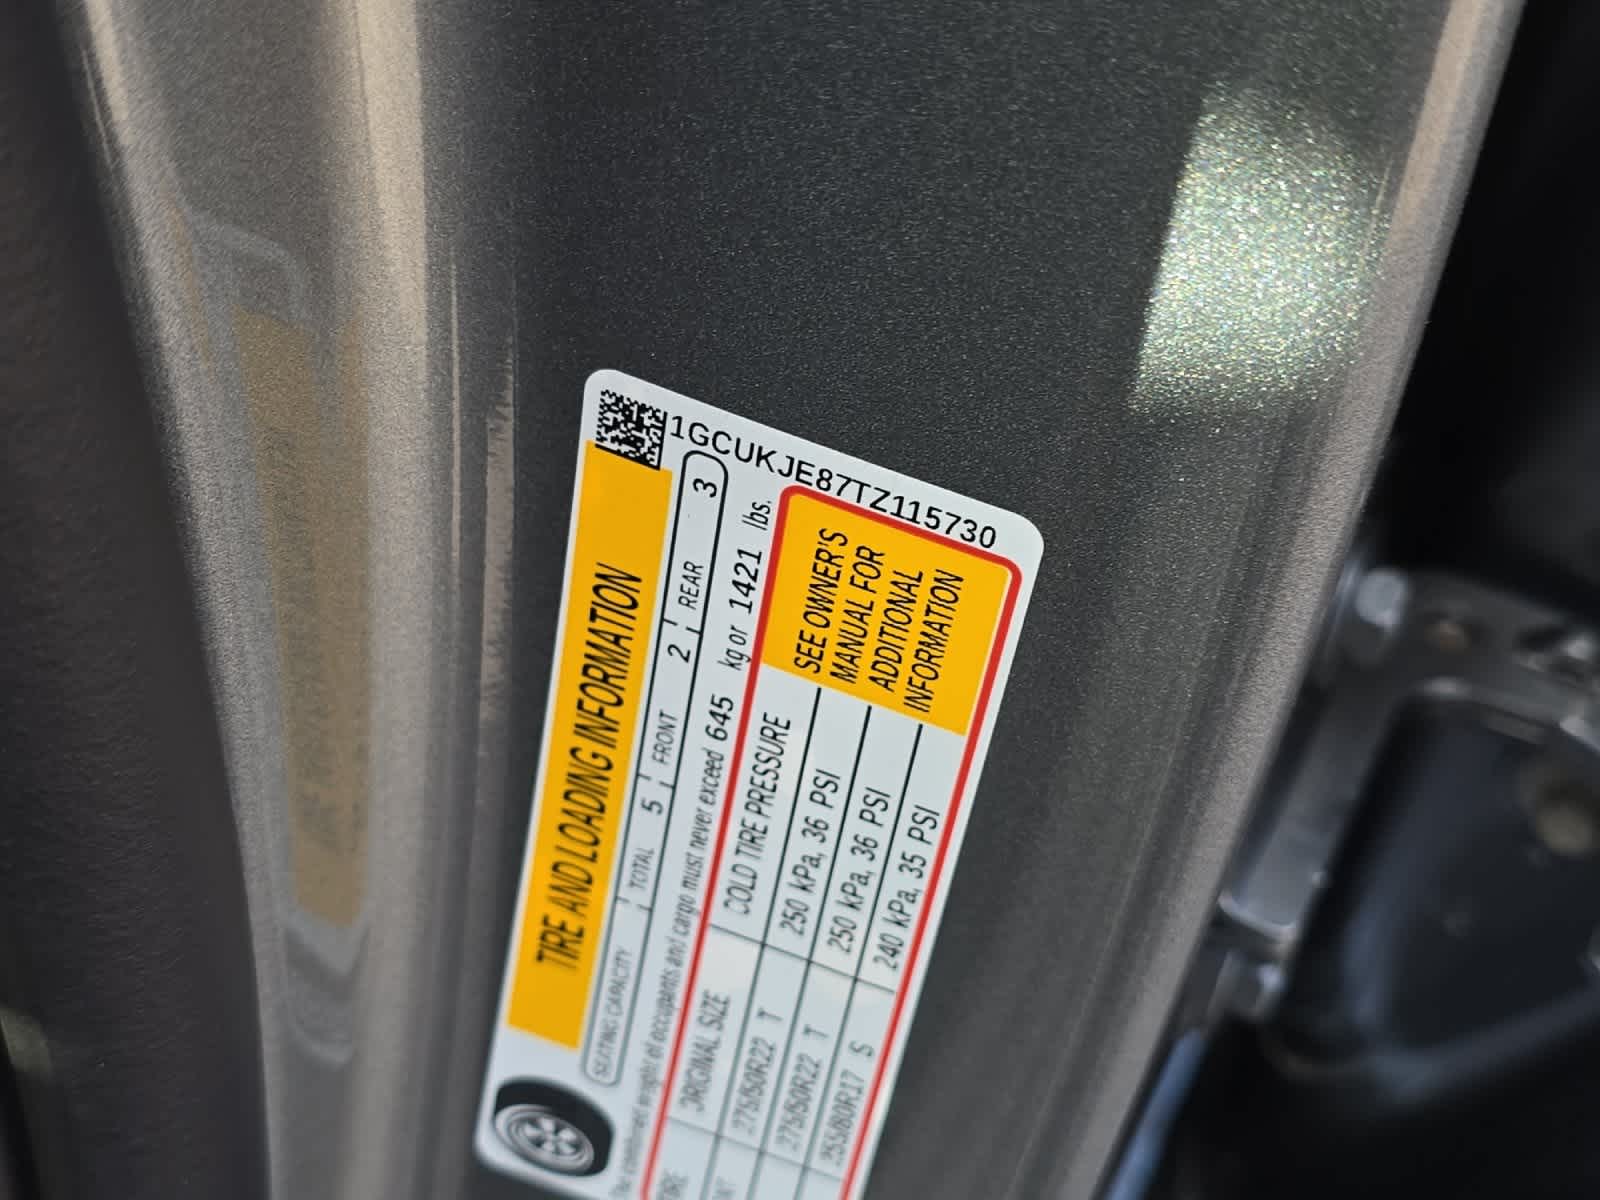 1GCUKJE87TZ115730
TIRE AND LOADING INFORMATION
SEATING CAPACITY TOTAL 5 FRONT 2 REAR 3
The combined weight of occupants and cargo must never exceed 645 kg or 1421 lbs.
TIRE ORIGINAL SIZE COLD TIRE PRESSURE
275/50R22 T 250 kPa, 36 PSI
275/50R22 T 250 kPa, 36 PSI
255/80R17 S 240 kPa, 35 PSI
SEE OWNER'S
MANUAL FOR
ADDITIONAL
INFORMATION